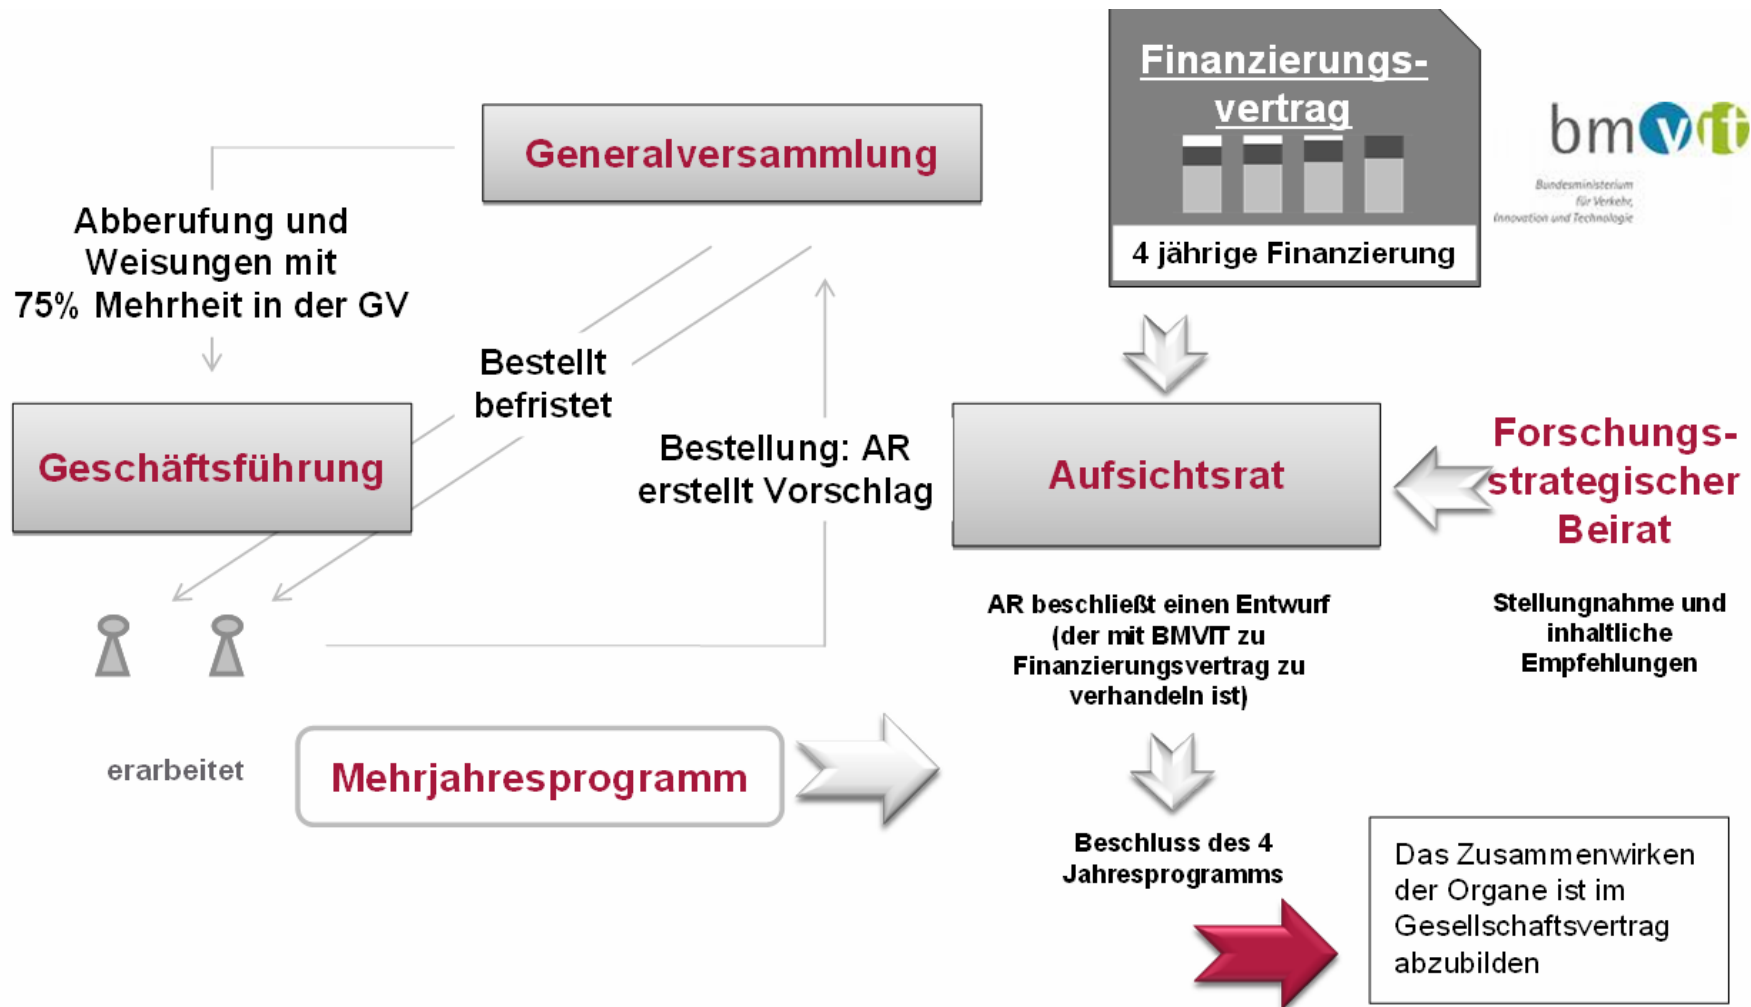 Finanzierungs-
vertrag
4 jährige Finanzierung
bmvit
Bundesministerium
für Verkehr,
Innovation und Technologie
Generalversammlung
Abberufung und
Weisungen mit
75% Mehrheit in der GV
Bestellt
befristet
Geschäftsführung
Bestellung: AR
erstellt Vorschlag
Aufsichtsrat
Forschungs-
strategischer
Beirat
AR beschließt einen Entwurf
(der mit BMVIT zu
Finanzierungsvertrag zu
verhandeln ist)
Stellungnahme und
inhaltliche
Empfehlungen
erarbeitet
Mehrjahresprogramm
Beschluss des 4
Jahresprogramms
Das Zusammenwirken
der Organe ist im
Gesellschaftsvertrag
abzubilden